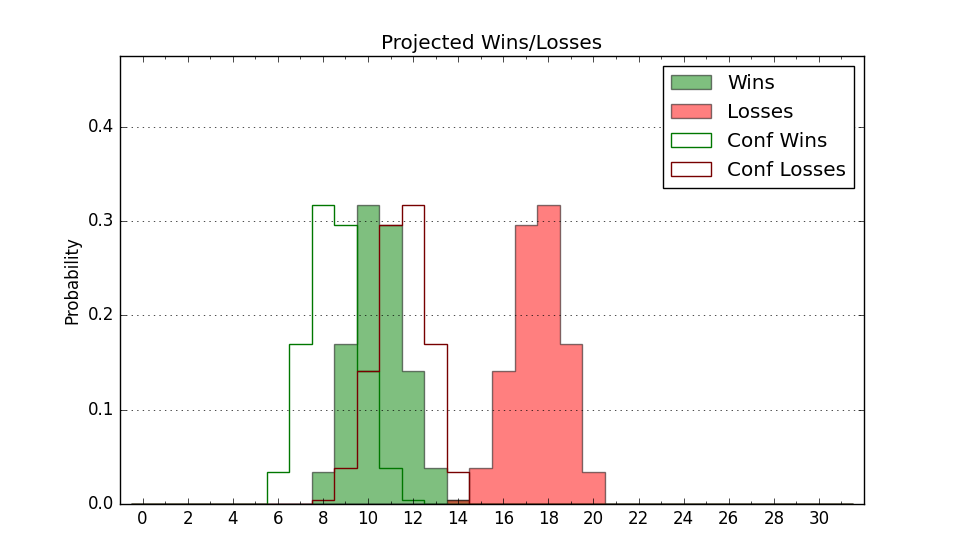 Projected Wins/Losses
Wins
Losses
Conf Wins
Conf Losses
Probability
0.4
0.3
0.2
0.1
0.0
0 2 4 6 8 10 12 14 16 18 20 22 24 26 28 30